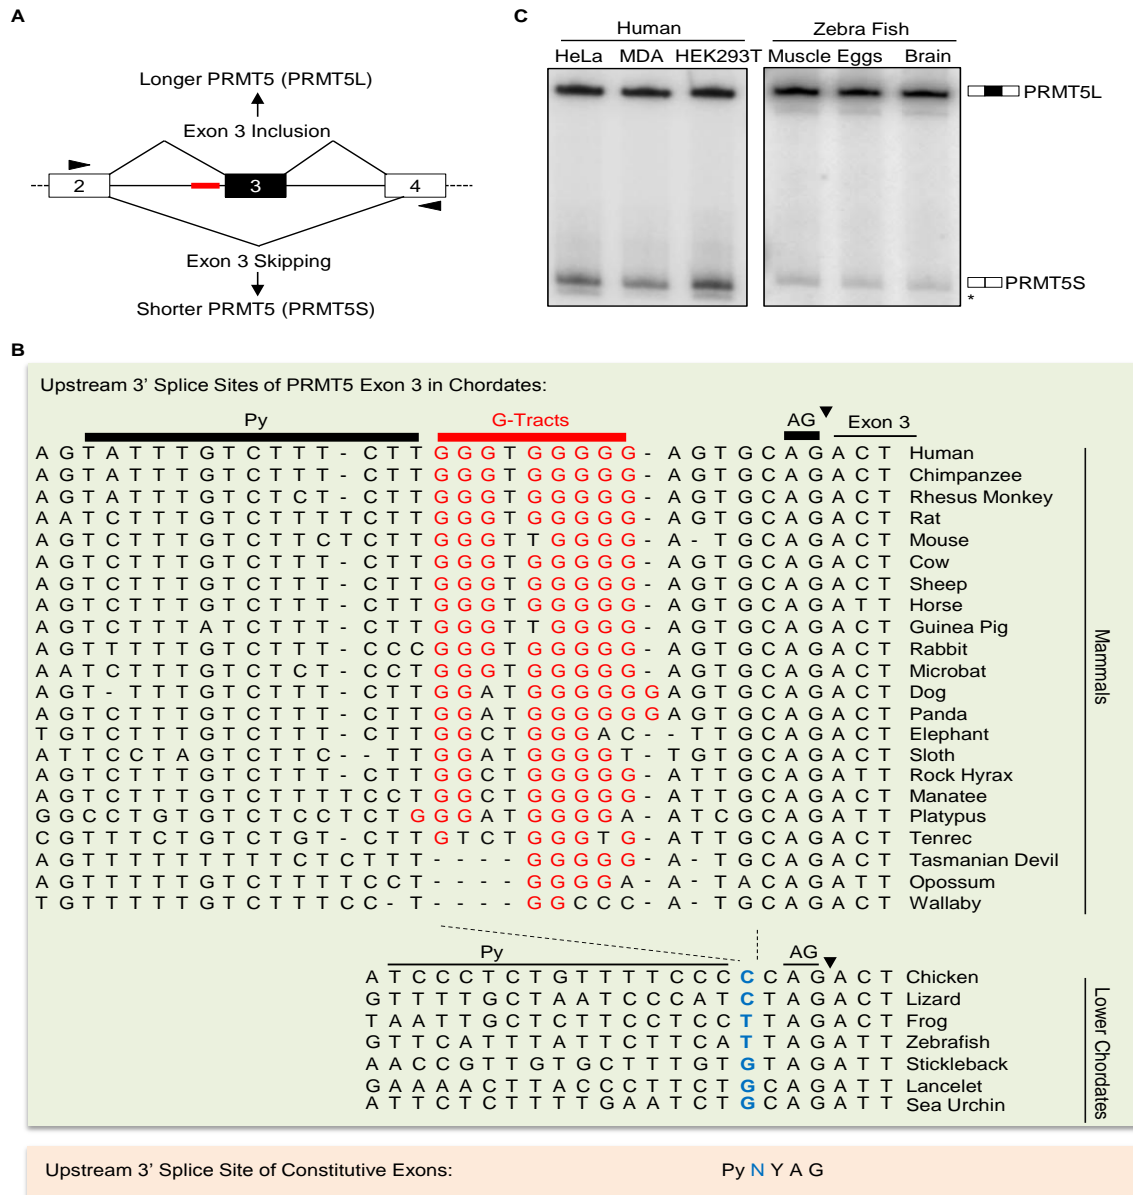 A
Longer PRMT5 (PRMT5L)
Exon 3 Inclusion
2 3 4
Exon 3 Skipping
Shorter PRMT5 (PRMT5S)
C
Human Zebra Fish
HeLa MDA HEK293T Muscle Eggs Brain
PRMT5L
PRMT5S
*
B
Upstream 3’ Splice Sites of PRMT5 Exon 3 in Chordates:
Py G-Tracts AG Exon 3
A G T A T T T G T C T T T - C T T G G G T G G G G G - A G T G C A G A C T Human
A G T A T T T G T C T T T - C T T G G G T G G G G G - A G T G C A G A C T Chimpanzee
A G T A T T T G T C T C T - C T T G G G T G G G G G - A G T G C A G A C T Rhesus Monkey
A A T C T T T G T C T T T T C T T G G G T G G G G G - A G T G C A G A C T Rat
A G T C T T T G T C T T C T C T T G G G T T G G G G - A - T G C A G A C T Mouse
A G T C T T T G T C T T T - C T T G G G T G G G G G - A G T G C A G A C T Cow
A G T C T T T G T C T T T - C T T G G G T G G G G G - A G T G C A G A C T Sheep
A G T C T T T G T C T T T - C T T G G G T G G G G G - A G T G C A G A T T Horse
A G T C T T T A T C T T T - C T T G G G T T G G G G - A G T G C A G A C T Guinea Pig
A G T T T T T G T C T T T - C C C G G G T G G G G G - A G T G C A G A C T Rabbit
A A T C T T T G T C T C T - C C T G G G T G G G G G - A G T G C A G A C T Microbat
A G T - T T T G T C T T T - C T T G G A T G G G G G G A G T G C A G A C T Dog
A G T C T T T G T C T T T - C T T G G A T G G G G G G A G T G C A G A C T Panda
T G T C T T T G T C T T T - C T T G G C T G G G A C - - T T G C A G A C T Elephant
A T T C C T A G T C T T C - - T T G G A T G G G G T - T G T G C A G A C T Sloth
A G T C T T T G T C T T T - C T T G G C T G G G G G - A T T G C A G A T T Rock Hyrax
A G T C T T T G T C T T T T C C T G G C T G G G G G - A T T G C A G A C T Manatee
G G C C T G T G T C T C C T C T G G G A T G G G G A - A T C G C A G A T T Platypus
C G T T T C T G T C T G T - C T T G T C T G G G T G - A T T G C A G A C T Tenrec
A G T T T T T T T T T C T C T T T - - - - G G G G G - A - T G C A G A C T Tasmanian Devil
A G T T T T T G T C T T T T C C T - - - - G G G G A - A - T A C A G A T T Opossum
T G T T T T T G T C T T T C C - T - - - - G G C C C - A - T G C A G A C T Wallaby
Mammals
Py AG
A T C C C T C T G T T T T C C C C C A G A C T Chicken
G T T T T G C T A A T C C C A T C T A G A C T Lizard
T A A T T G C T C T T C C T C C T T A G A C T Frog
G T T C A T T T A T T C T T C A T T A G A T T Zebrafish
A A C C G T T G T G C T T T G T G T A G A T T Stickleback
G A A A A C T T A C C C T T C T G C A G A T T Lancelet
A T T C T C T T T T G A A T C T G C A G A T T Sea Urchin
Lower Chordates
Upstream 3’ Splice Site of Constitutive Exons: Py N Y A G